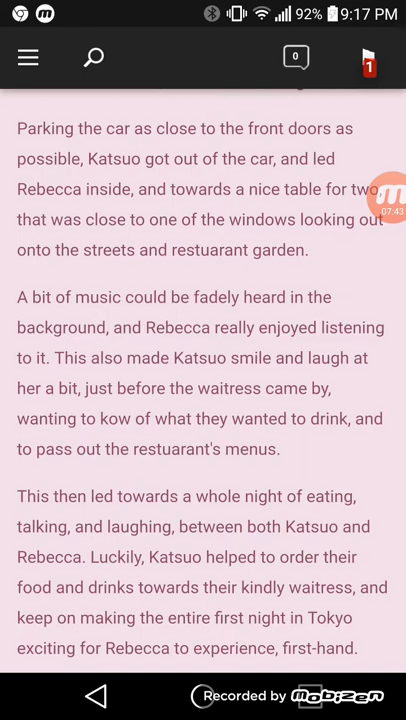 92% 9:17 PM
0
1
Parking the car as close to the front doors as
possible, Katsuo got out of the car, and led
Rebecca inside, and towards a nice table for two,
07:43
that was close to one of the windows looking out
onto the streets and restuarant garden.
A bit of music could be fadely heard in the
background, and Rebecca really enjoyed listening
to it. This also made Katsuo smile and laugh at
her a bit, just before the waitress came by,
wanting to kow of what they wanted to drink, and
to pass out the restuarant's menus.
This then led towards a whole night of eating,
talking, and laughing, between both Katsuo and
Rebecca. Luckily, Katsuo helped to order their
food and drinks towards their kindly waitress, and
keep on making the entire first night in Tokyo
exciting for Rebecca to experience, first-hand.
Recorded by Mobizen